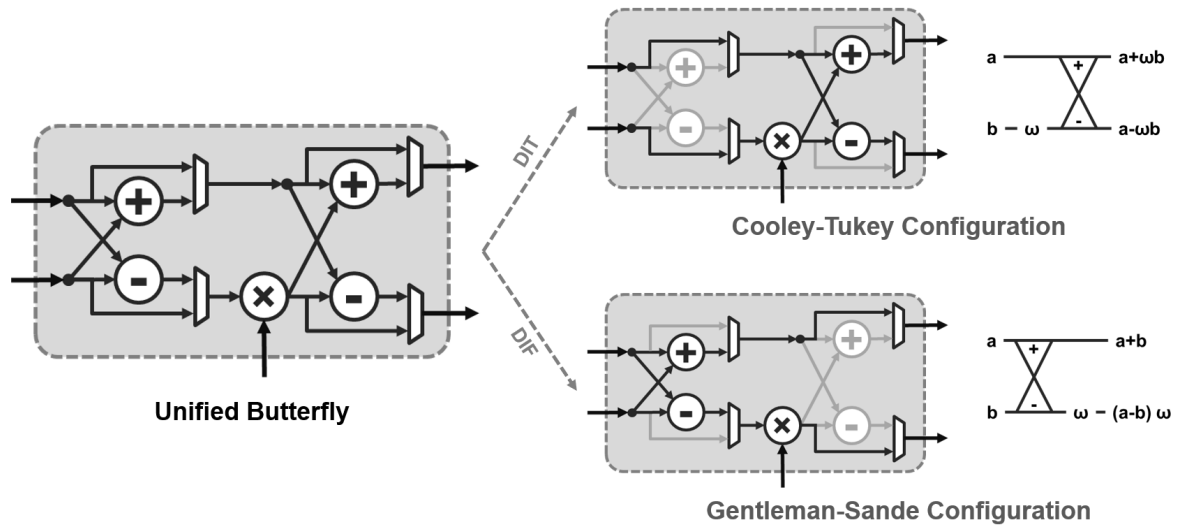 +
-
×
+
-
Unified Butterfly
DIT
DIF
+
-
×
+
-
a
+
a+ωb
b
ω
-
a-ωb
Cooley-Tukey Configuration
+
-
×
+
-
a
+
a+b
b
-
ω
(a-b) ω
Gentleman-Sande Configuration